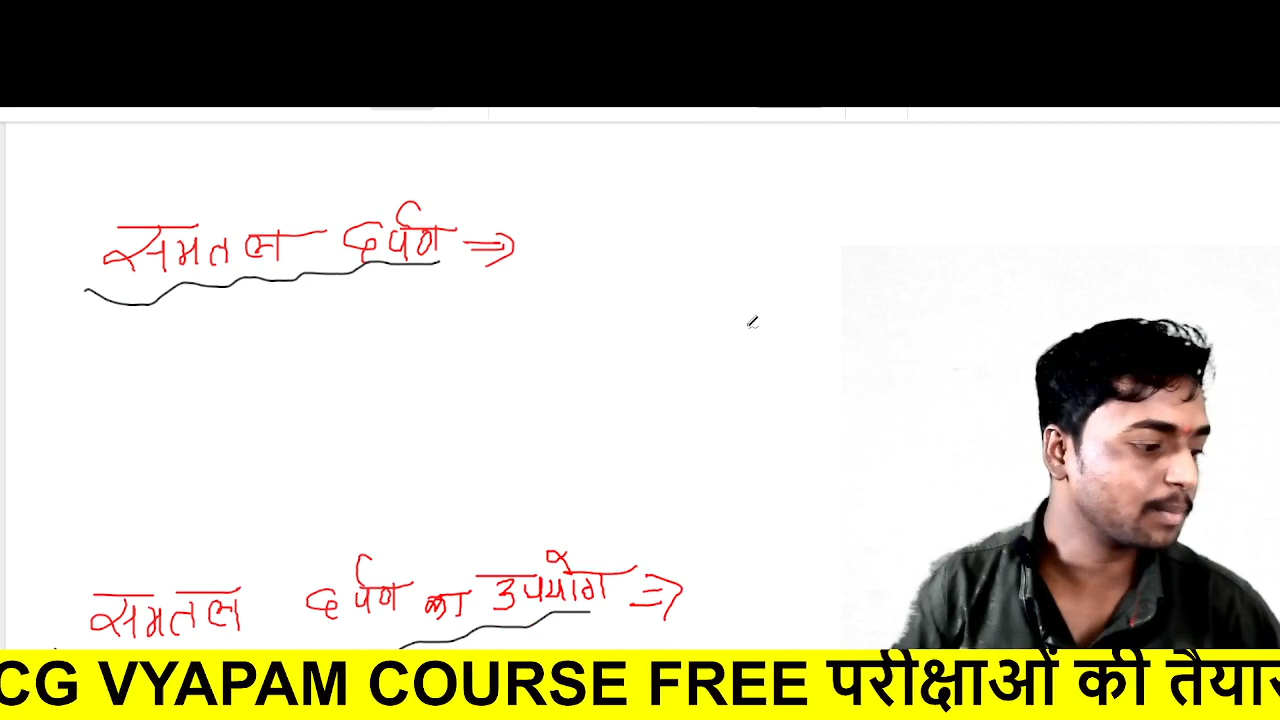 समतल दर्पण ⇒
समतल दर्पण का उपयोग ⇒
CG VYAPAM COURSE FREE परीक्षाओं की तैया